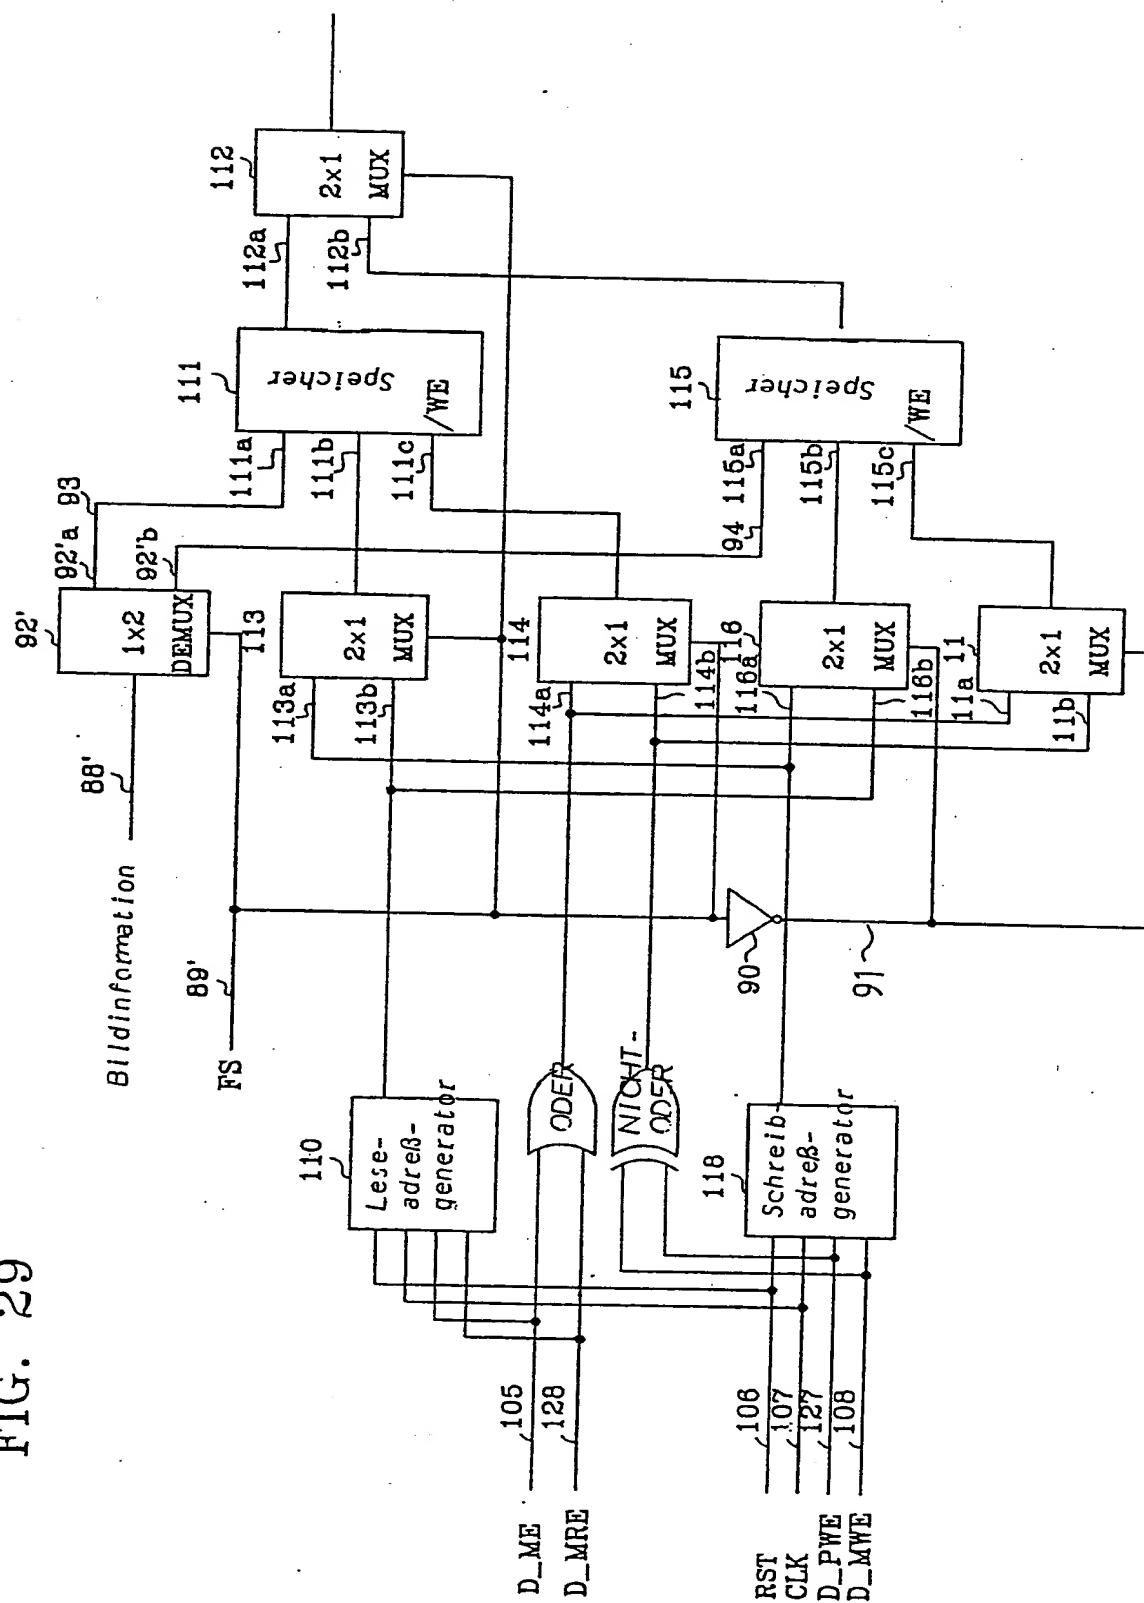 FIG. 29
Bildinformation
88'
FS
89'
92'
1x2
DEMUX
92'a
93
92'b
94
110
Lese-
adreß-
generator
113
113a
113b
2x1
MUX
111
111a
111b
111c
Speicher
/WE
112
112a
112b
2x1
MUX
D_ME
105
D_MRE
128
ODER
NICHT-
ODER
114
114a
114b
2x1
MUX
114b
115
115a
115b
115c
Speicher
/WE
116
116a
116b
2x1
MUX
90
91
11
11a
11b
2x1
MUX
118
Schreib-
adreß-
generator
RST
106
CLK
107
D_PWE
127
D_MWE
108